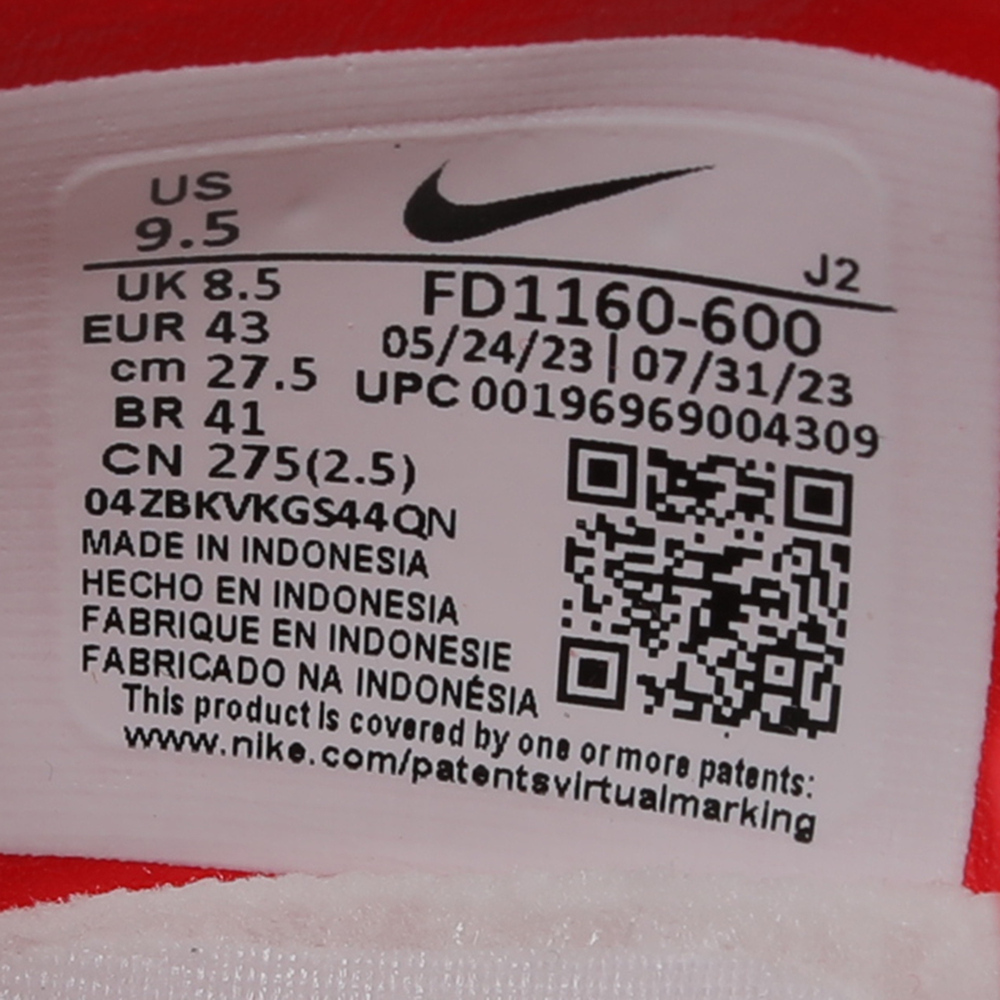 US
9.5
J2
UK 8.5
EUR 43
cm 27.5
BR 41
CN 275(2.5)
FD1160-600
05/24/23 | 07/31/23
UPC 00196969004309
04ZBKVKGS44QN
MADE IN INDONESIA
HECHO EN INDONESIA
FABRIQUE EN INDONESIE
FABRICADO NA INDONÉSIA
This product is covered by one or more patents:
www.nike.com/patentsvirtualmarking